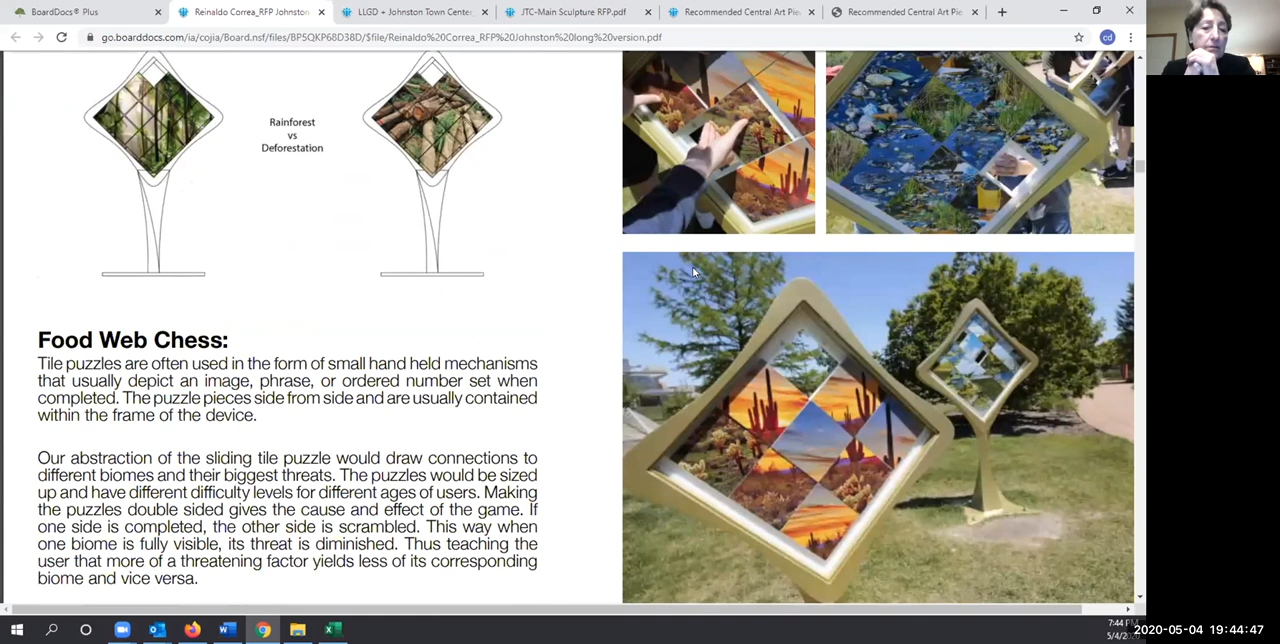 BoardDocs® Plus
Reinaldo Correa_RFP Johnston
LLGD + Johnston Town Cente
JTC-Main Sculpture RFP.pdf
Recommended Central Art Pie
Recommended Central Art Pie
go.boarddocs.com/ia/cojia/Board.nsf/files/BP5QKP68D38D/$file/Reinaldo%20Correa_RFP%20Johnston%20long%20version.pdf
cd
Rainforest
vs
Deforestation
Food Web Chess:
Tile puzzles are often used in the form of small hand held mechanisms
that usually depict an image, phrase, or ordered number set when
completed. The puzzle pieces side from side and are usually contained
within the frame of the device.
Our abstraction of the sliding tile puzzle would draw connections to
different biomes and their biggest threats. The puzzles would be sized
up and have different difficulty levels for different ages of users. Making
the puzzles double sided gives the cause and effect of the game. If
one side is completed, the other side is scrambled. This way when
one biome is fully visible, its threat is diminished. Thus teaching the
user that more of a threatening factor yields less of its corresponding
biome and vice versa.
7:44 PM
5/4/2020
2020-05-04 19:44:47